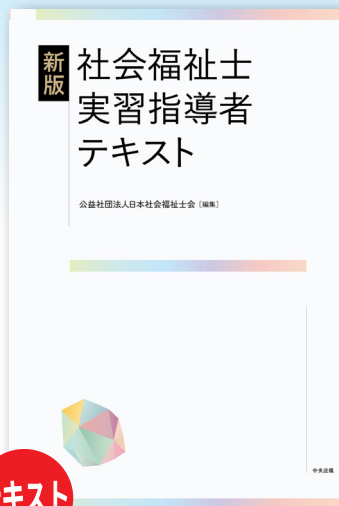 新版
社会福祉士
実習指導者
テキスト
公益社団法人日本社会福祉士会 [編集]
中央法規
キスト